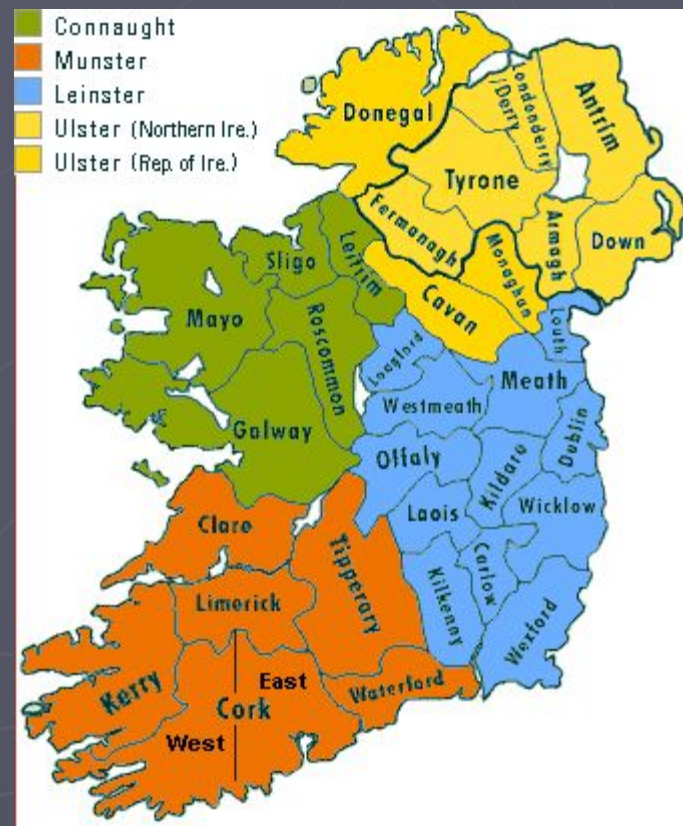 Connaught
Munster
Leinster
Ulster (Northern Ire.)
Ulster (Rep. of Ire.)
Donegal
Londonderry
/Derry
Antrim
Tyrone
Fermanagh
Armagh
Down
Monaghan
Cavan
Leitrim
Sligo
Mayo
Roscommon
Galway
Longford
Louth
Meath
Westmeath
Dublin
Offaly
Kildare
Laois
Wicklow
Carlow
Kilkenny
Wexford
Clare
Tipperary
Limerick
Kerry
East
Cork
West
Waterford